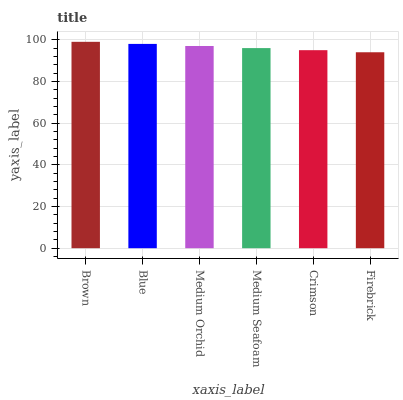 title
100
80
60
40
20
0
yaxis_label
Brown
Blue
Medium Orchid
Medium Seafoam
Crimson
Firebrick
xaxis_label